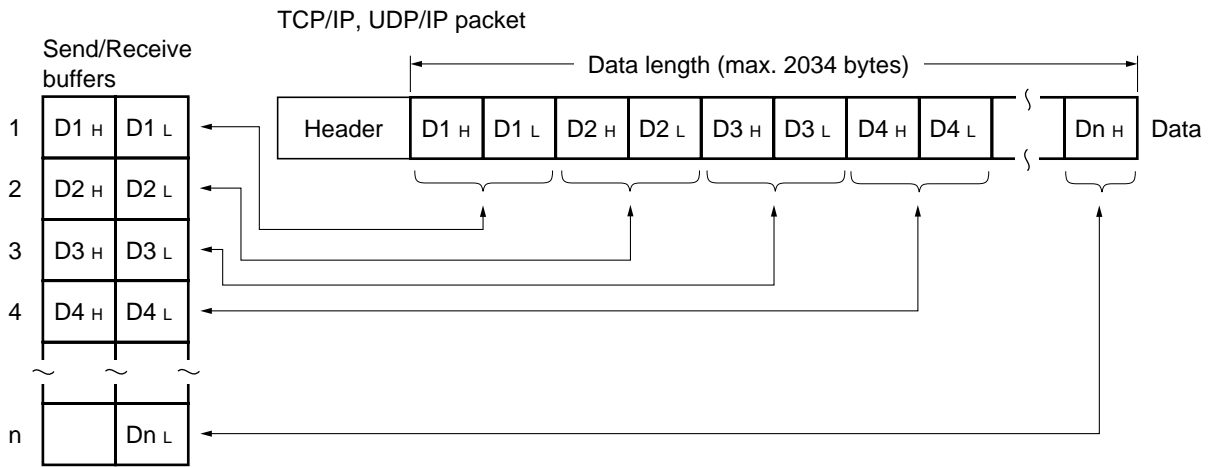 TCP/IP, UDP/IP packet
Send/Receive
buffers
Data length (max. 2034 bytes)
1 D1 H D1 L Header D1 H D1 L D2 H D2 L D3 H D3 L D4 H D4 L Dn H Data
2 D2 H D2 L
3 D3 H D3 L
4 D4 H D4 L
n Dn L